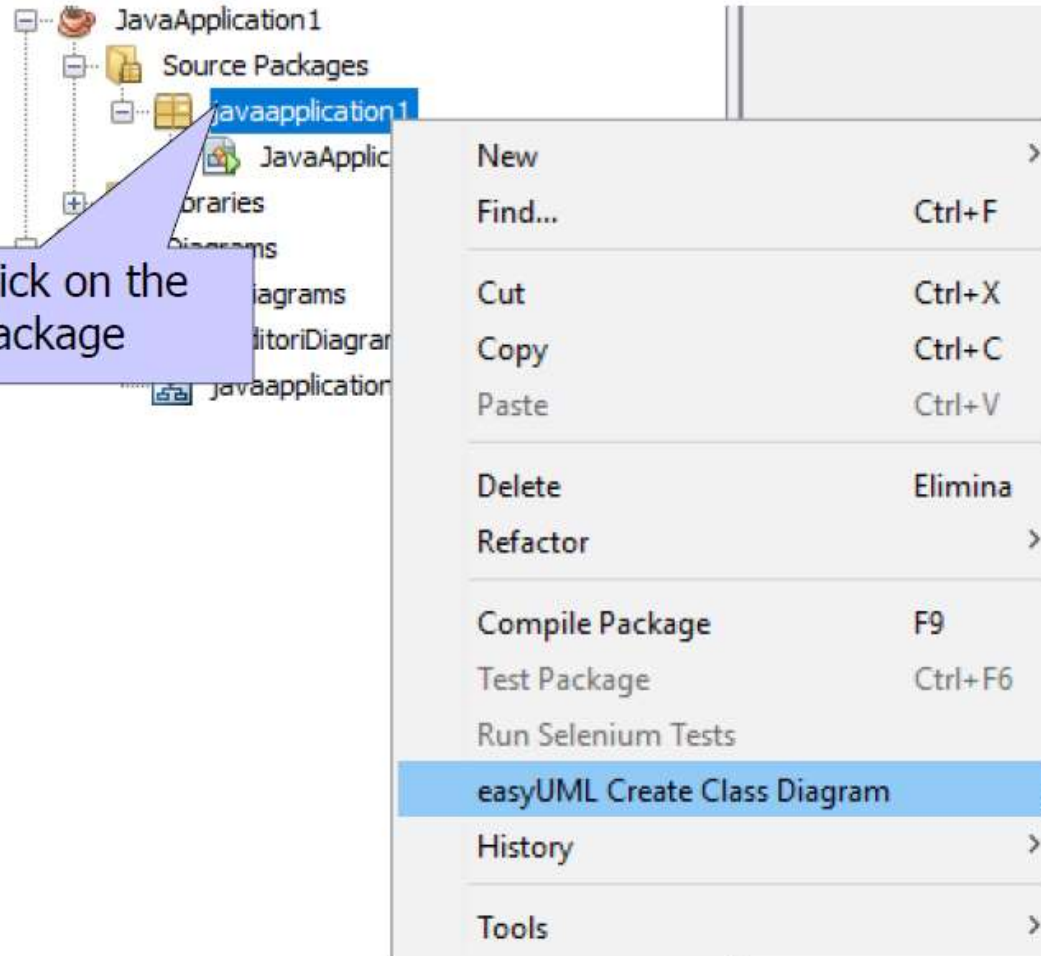 JavaApplication1
Source Packages
javaapplication1
JavaApplic
braries
Diagrams
iagrams
ditoriDiagrar
javaapplication
ick on the
ackage
New
Find... Ctrl+F
Cut Ctrl+X
Copy Ctrl+C
Paste Ctrl+V
Delete Elimina
Refactor
Compile Package F9
Test Package Ctrl+F6
Run Selenium Tests
easyUML Create Class Diagram
History
Tools